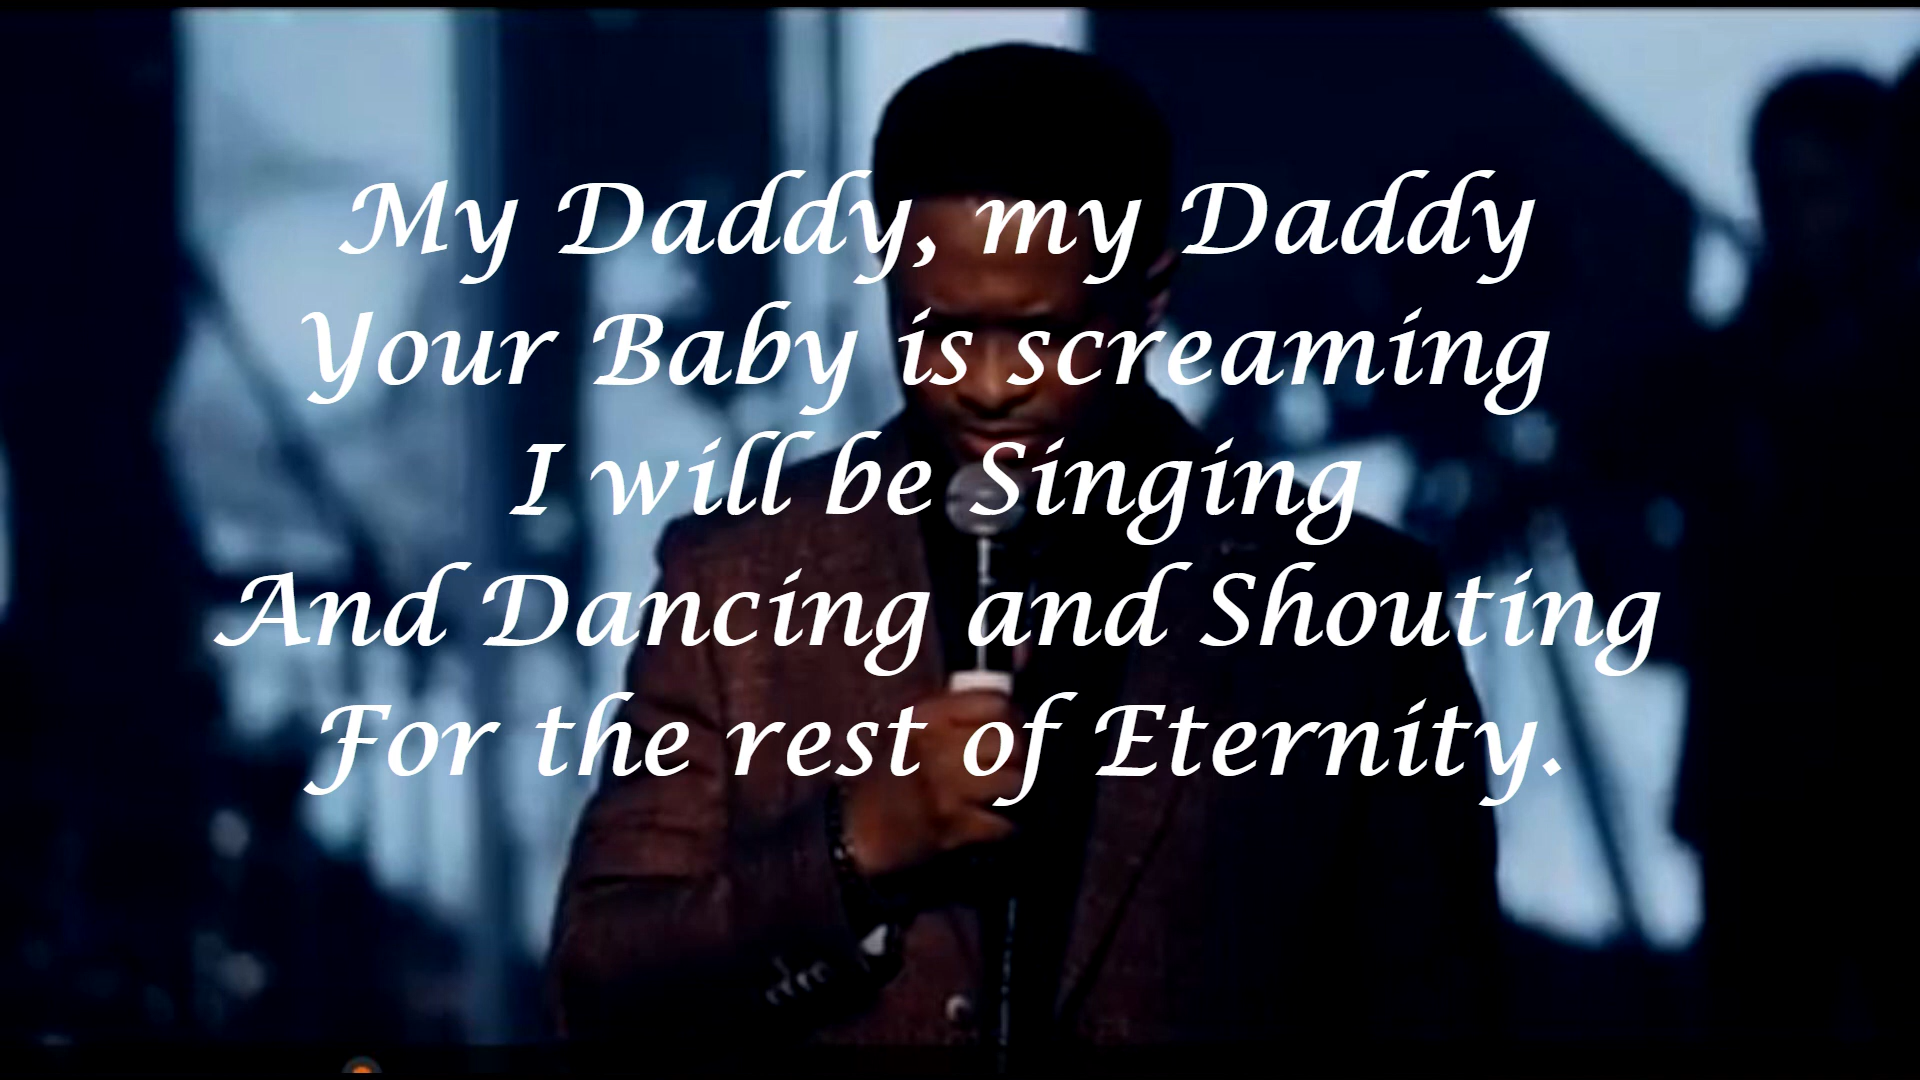 My Daddy, my Daddy
Your Baby is screaming
I will be Singing
And Dancing and Shouting
For the rest of Eternity.